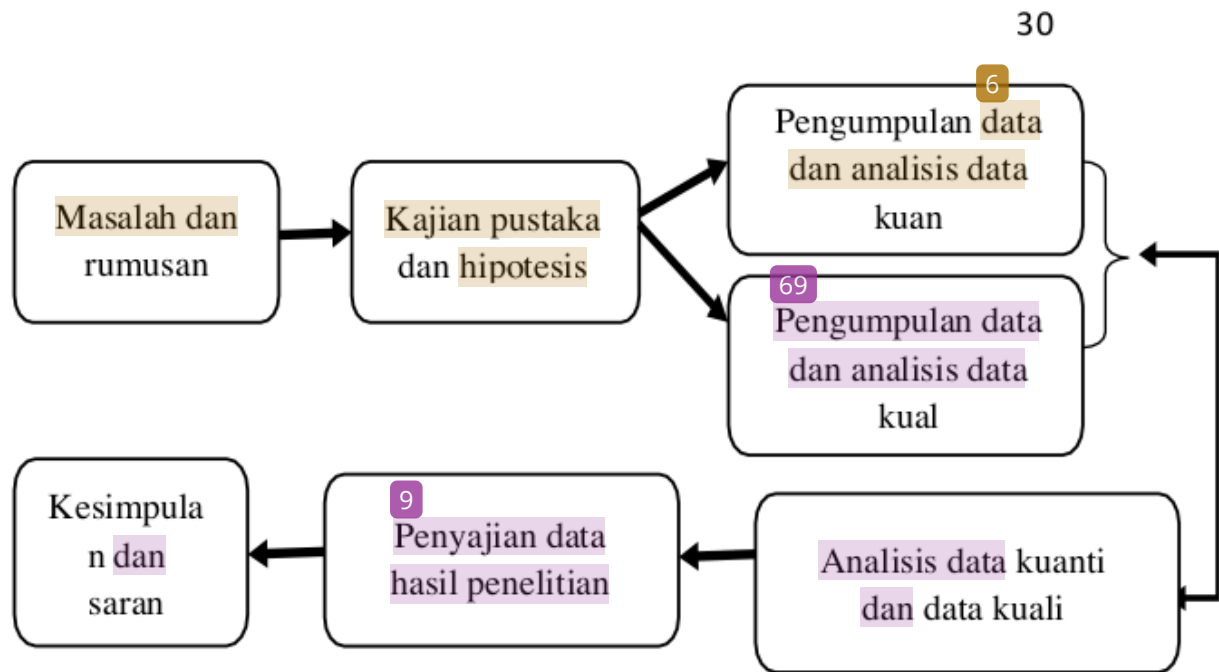 30
Masalah dan
rumusan
Kajian pustaka
dan hipotesis
6
Pengumpulan data
dan analisis data
kuan
69
Pengumpulan data
dan analisis data
kual
Kesimpula
n dan
saran
9
Penyajian data
hasil penelitian
Analisis data kuanti
dan data kuali